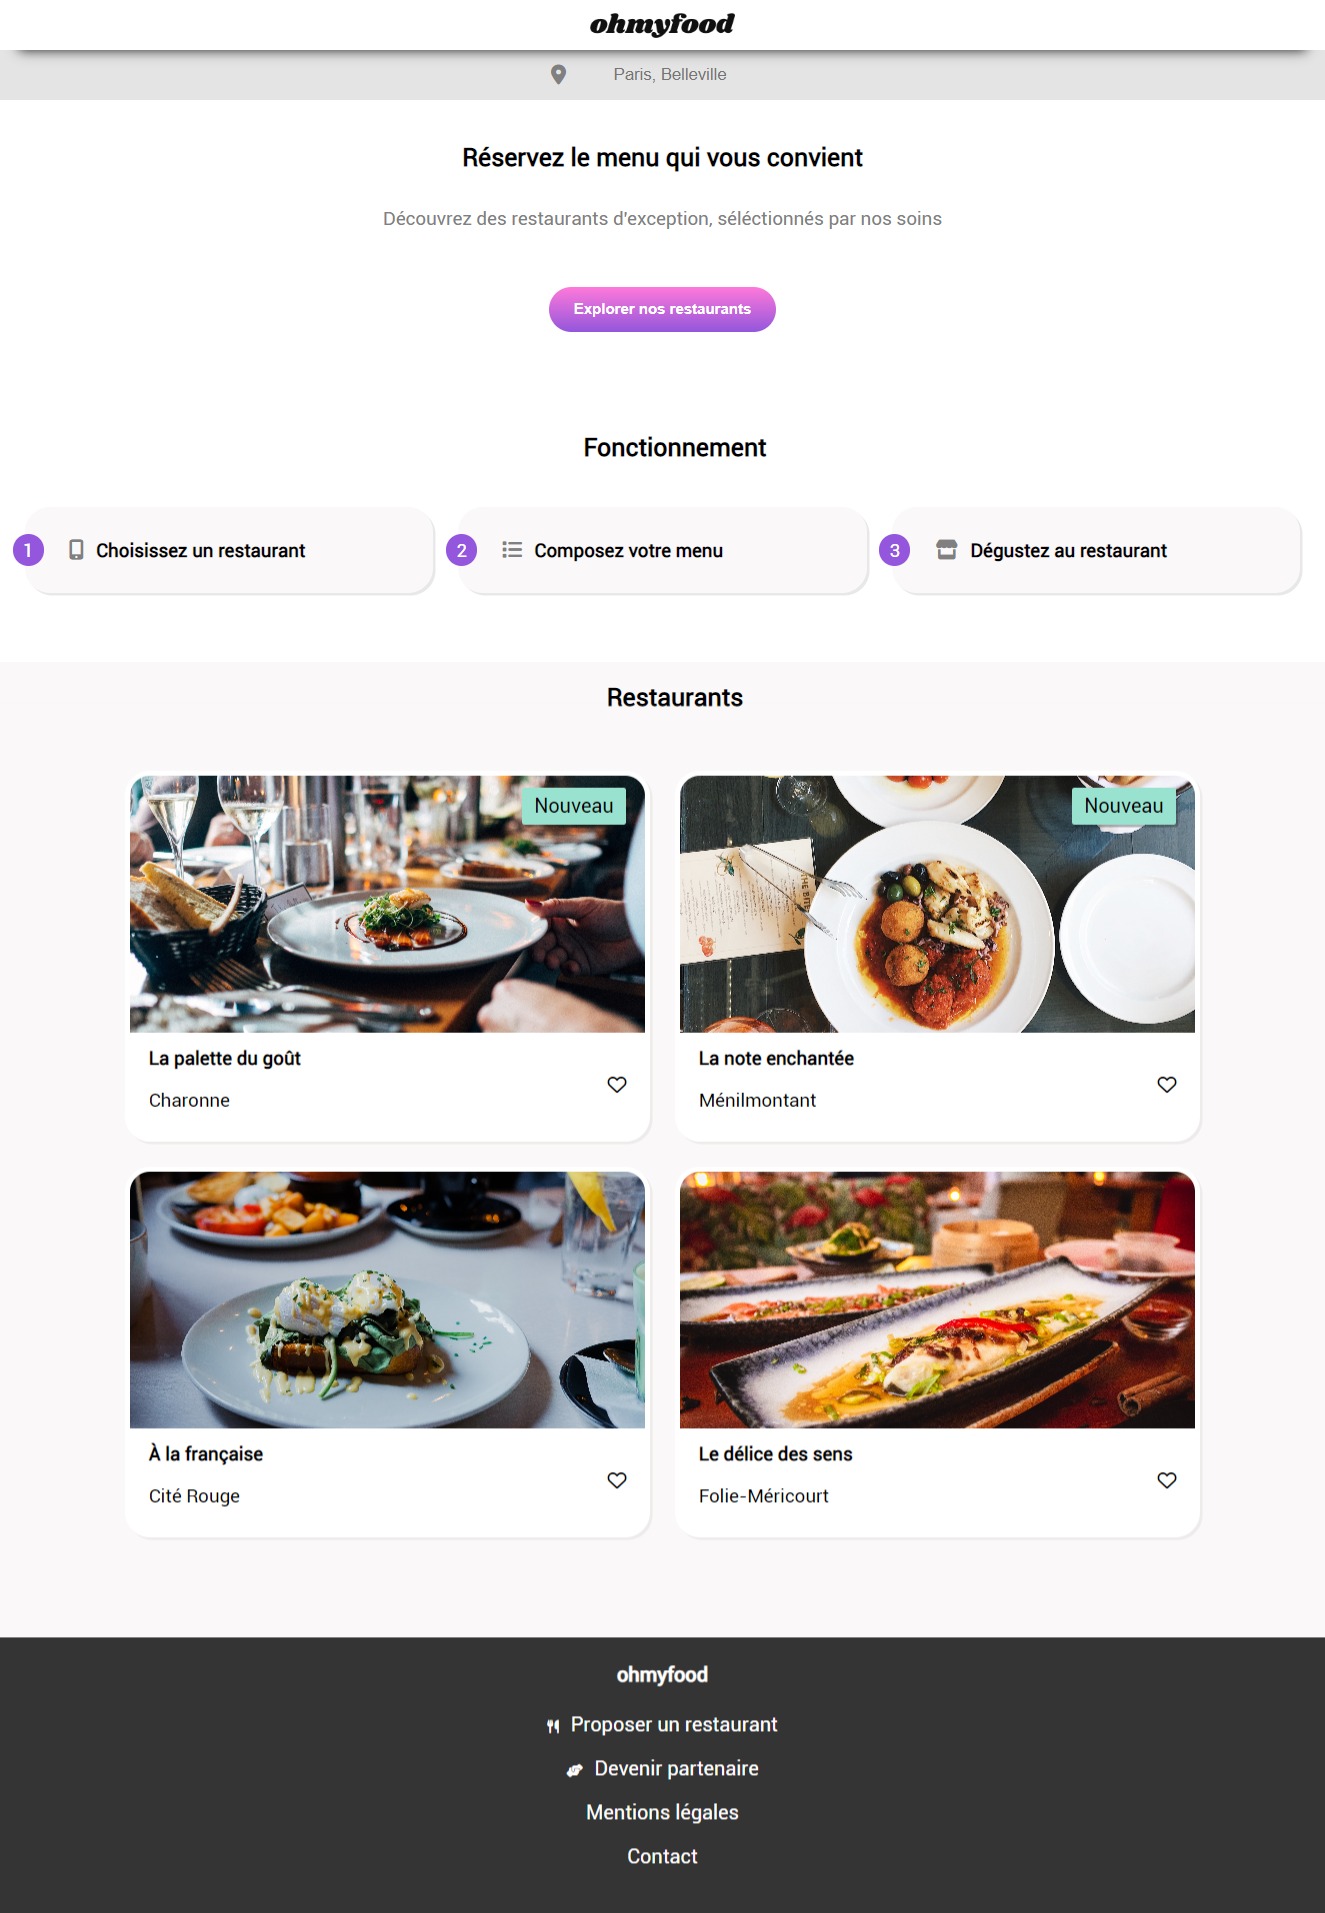 ohmyfood
Paris, Belleville
Réservez le menu qui vous convient
Découvrez des restaurants d'exception, séléctionnés par nos soins
Explorer nos restaurants
Fonctionnement
1 Choisissez un restaurant
2 Composez votre menu
3 Dégustez au restaurant
Restaurants
Nouveau
La palette du goût
Charonne
Nouveau
La note enchantée
Ménilmontant
À la française
Cité Rouge
Le délice des sens
Folie-Méricourt
ohmyfood
Proposer un restaurant
Devenir partenaire
Mentions légales
Contact